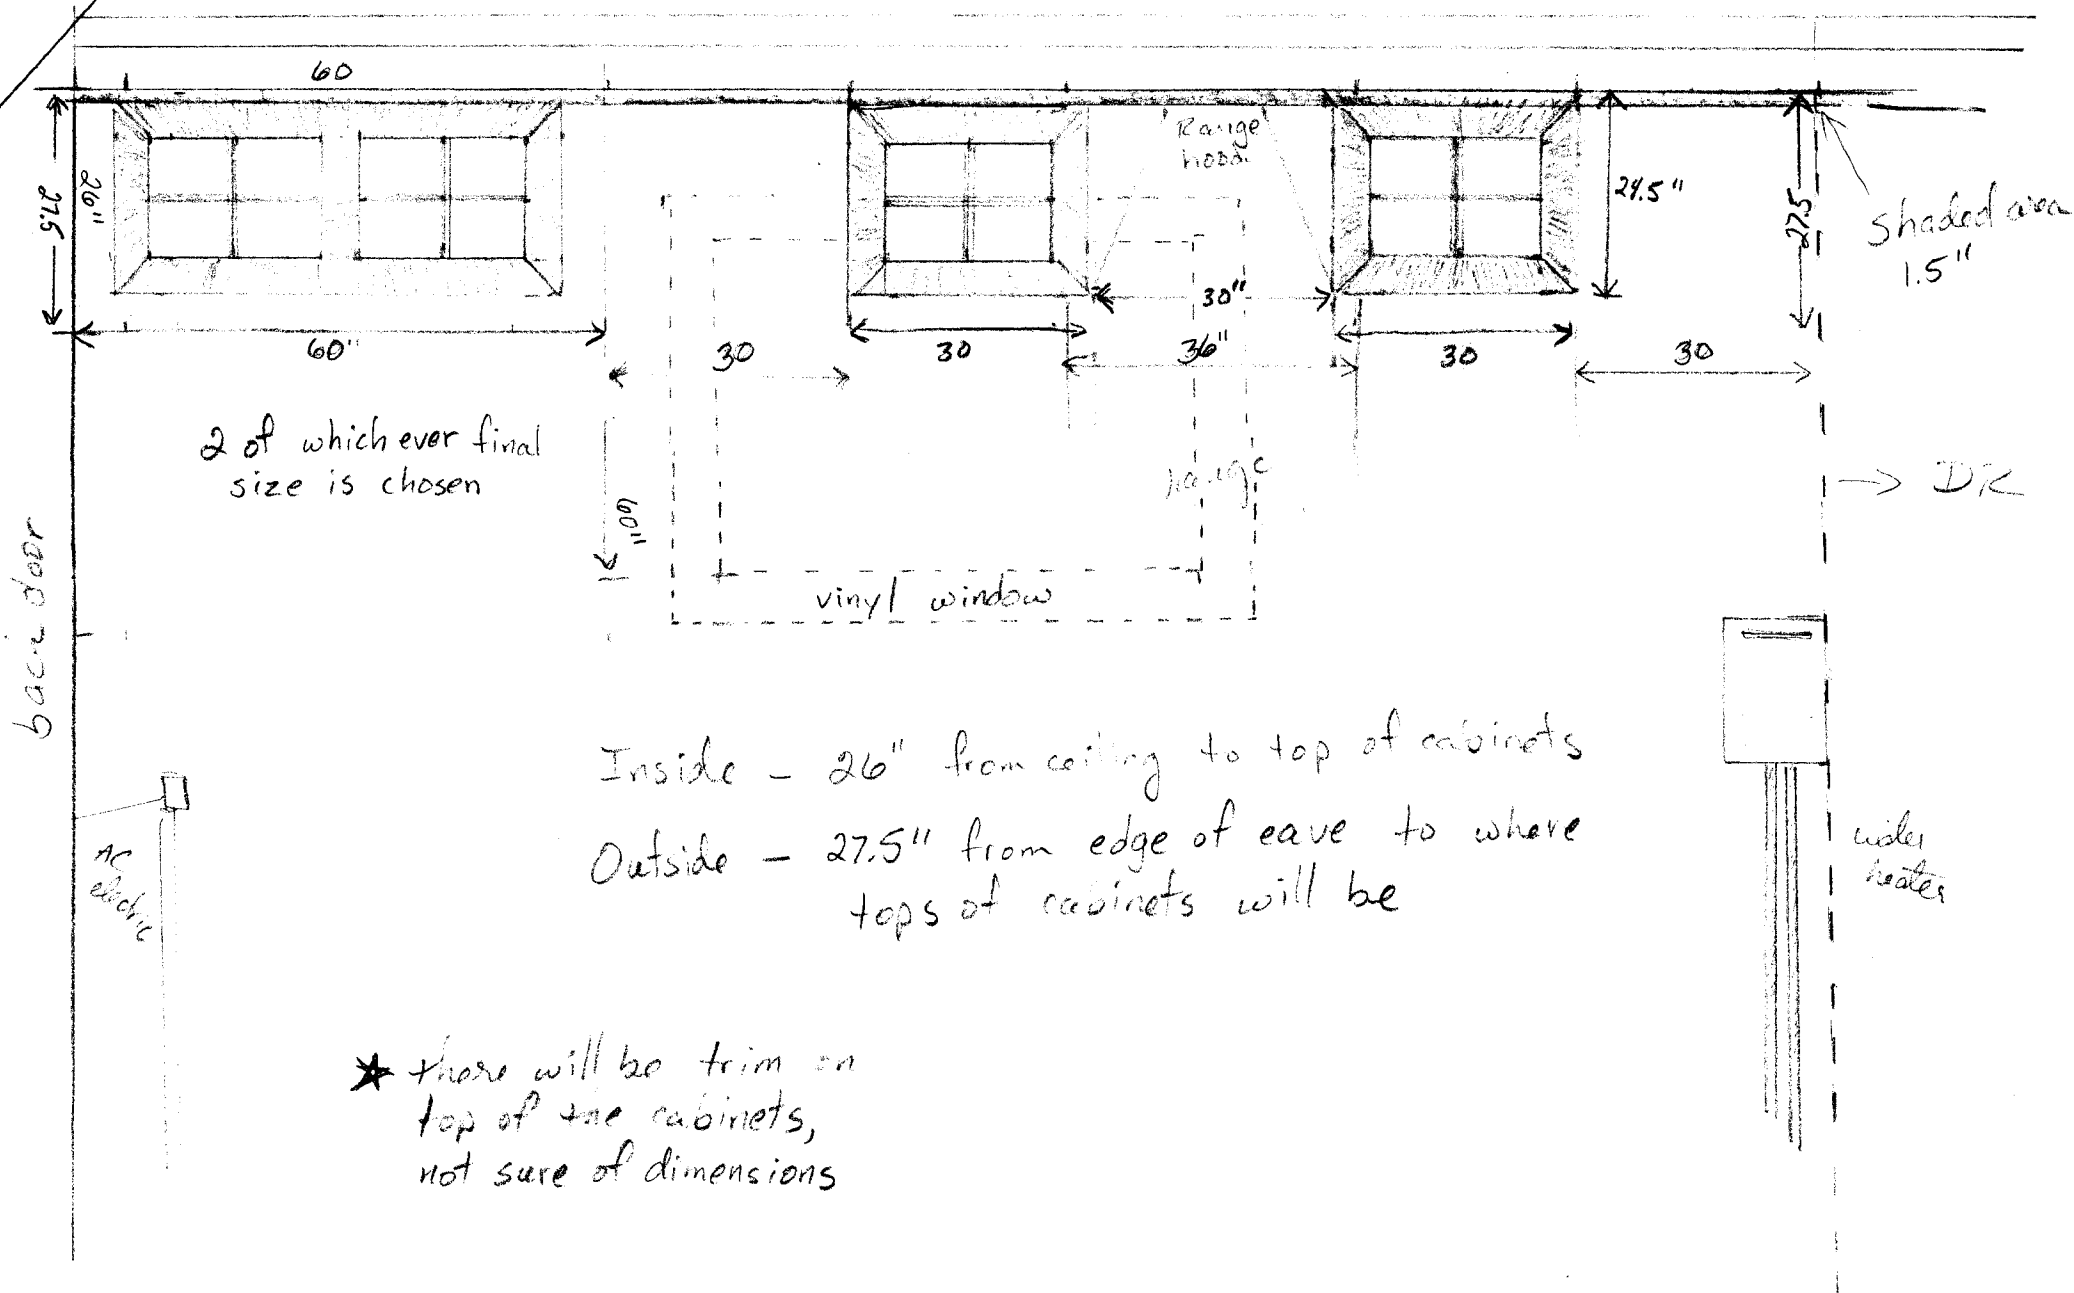 60
Range
hood
27.5
26"
24.5"
27.5
shaded area
1.5"
30"
60"
30
30
36"
30
30
2 of which ever final
size is chosen
60"
range
→ DR
vinyl window
back door
Inside - 26" from ceiling to top of cabinets
Outside - 27.5" from edge of eave to where
tops of cabinets will be
AC
electric
heater
★ there will be trim on
top of the cabinets,
not sure of dimensions